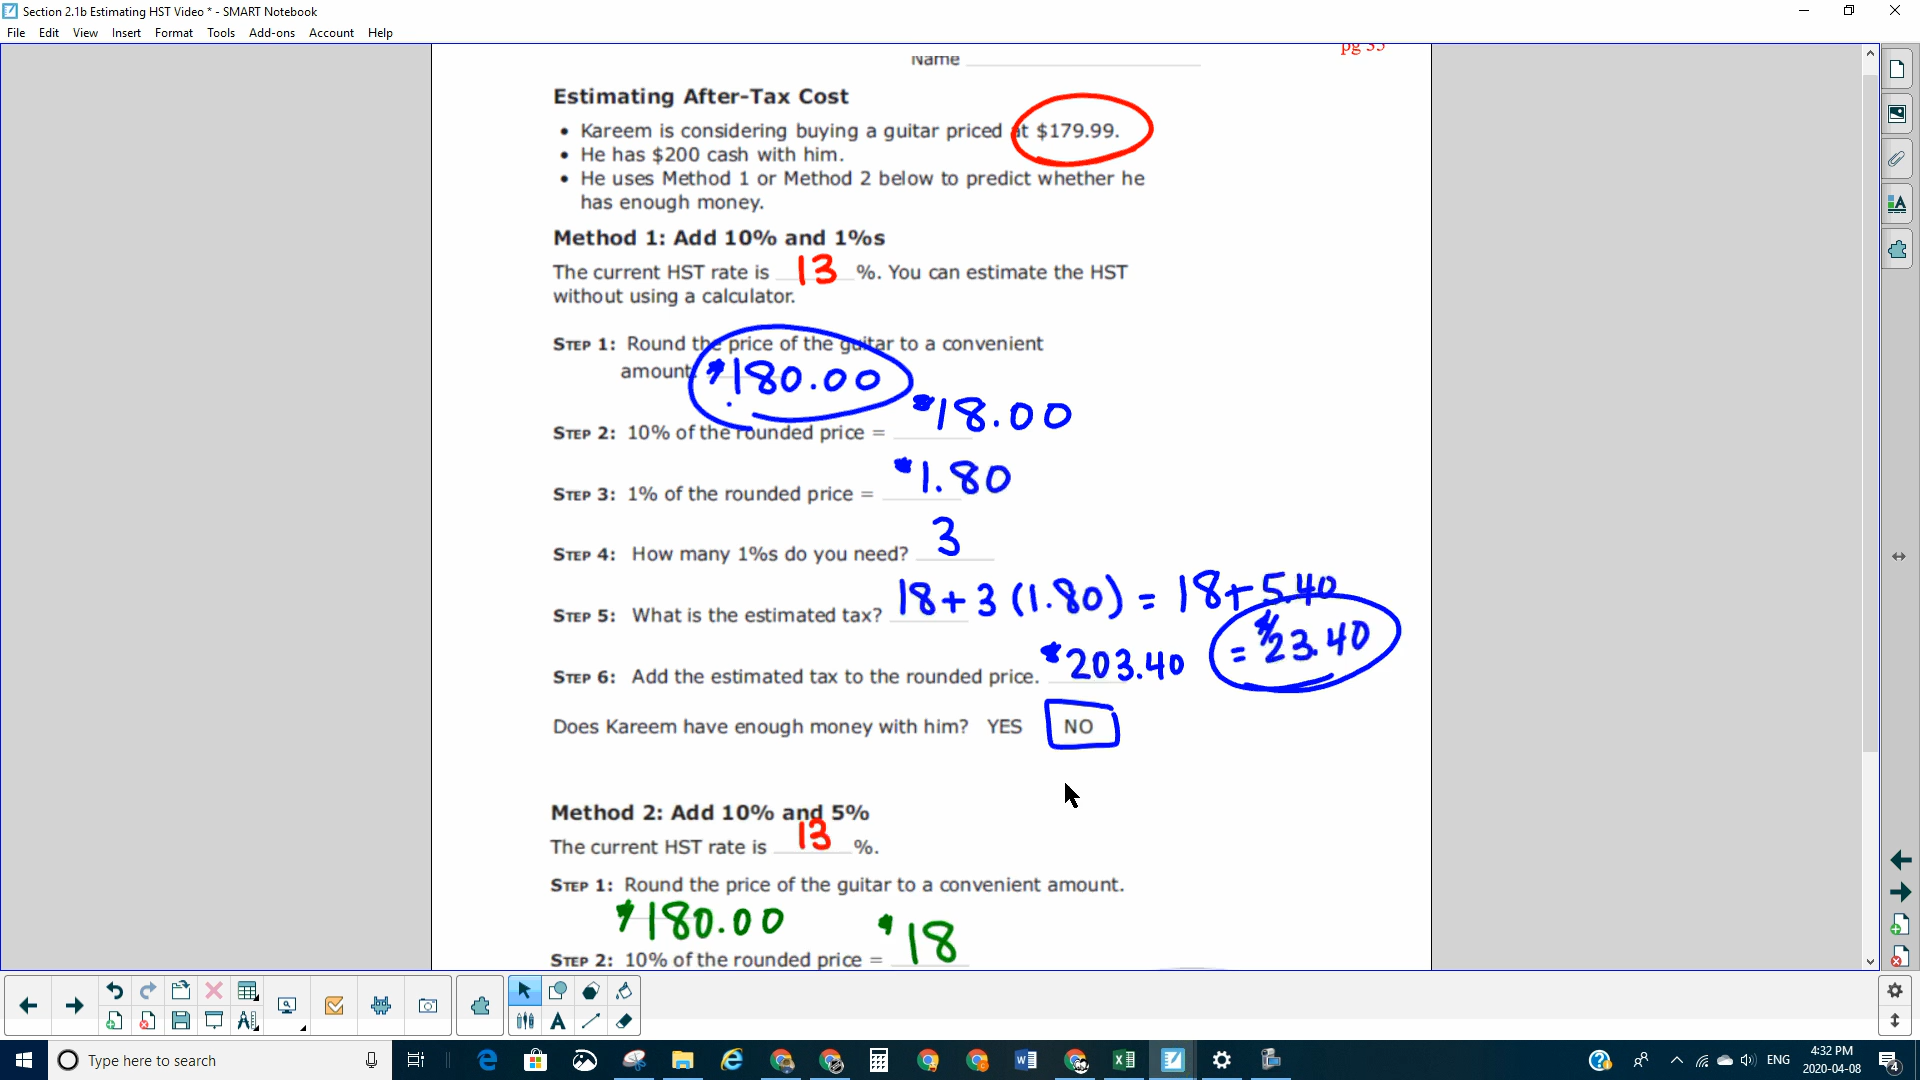 Section 2.1b Estimating HST Video * - SMART Notebook
File Edit View Insert Format Tools Add-ons Account Help
pg 35
Name
Estimating After-Tax Cost
• Kareem is considering buying a guitar priced at $179.99.
• He has $200 cash with him.
• He uses Method 1 or Method 2 below to predict whether he
has enough money.
Method 1: Add 10% and 1%s
The current HST rate is 13 %. You can estimate the HST
without using a calculator.
STEP 1: Round the price of the guitar to a convenient
amount. $180.00
STEP 2: 10% of the rounded price = $18.00
STEP 3: 1% of the rounded price = $1.80
STEP 4: How many 1%s do you need? 3
STEP 5: What is the estimated tax? 18 + 3 (1.80) = 18 + 5.40
= $23.40
STEP 6: Add the estimated tax to the rounded price. $203.40
Does Kareem have enough money with him? YES NO
Method 2: Add 10% and 5%
The current HST rate is 13 %.
STEP 1: Round the price of the guitar to a convenient amount.
$180.00
STEP 2: 10% of the rounded price = $18
Type here to search
ENG
4:32 PM
2020-04-08
4